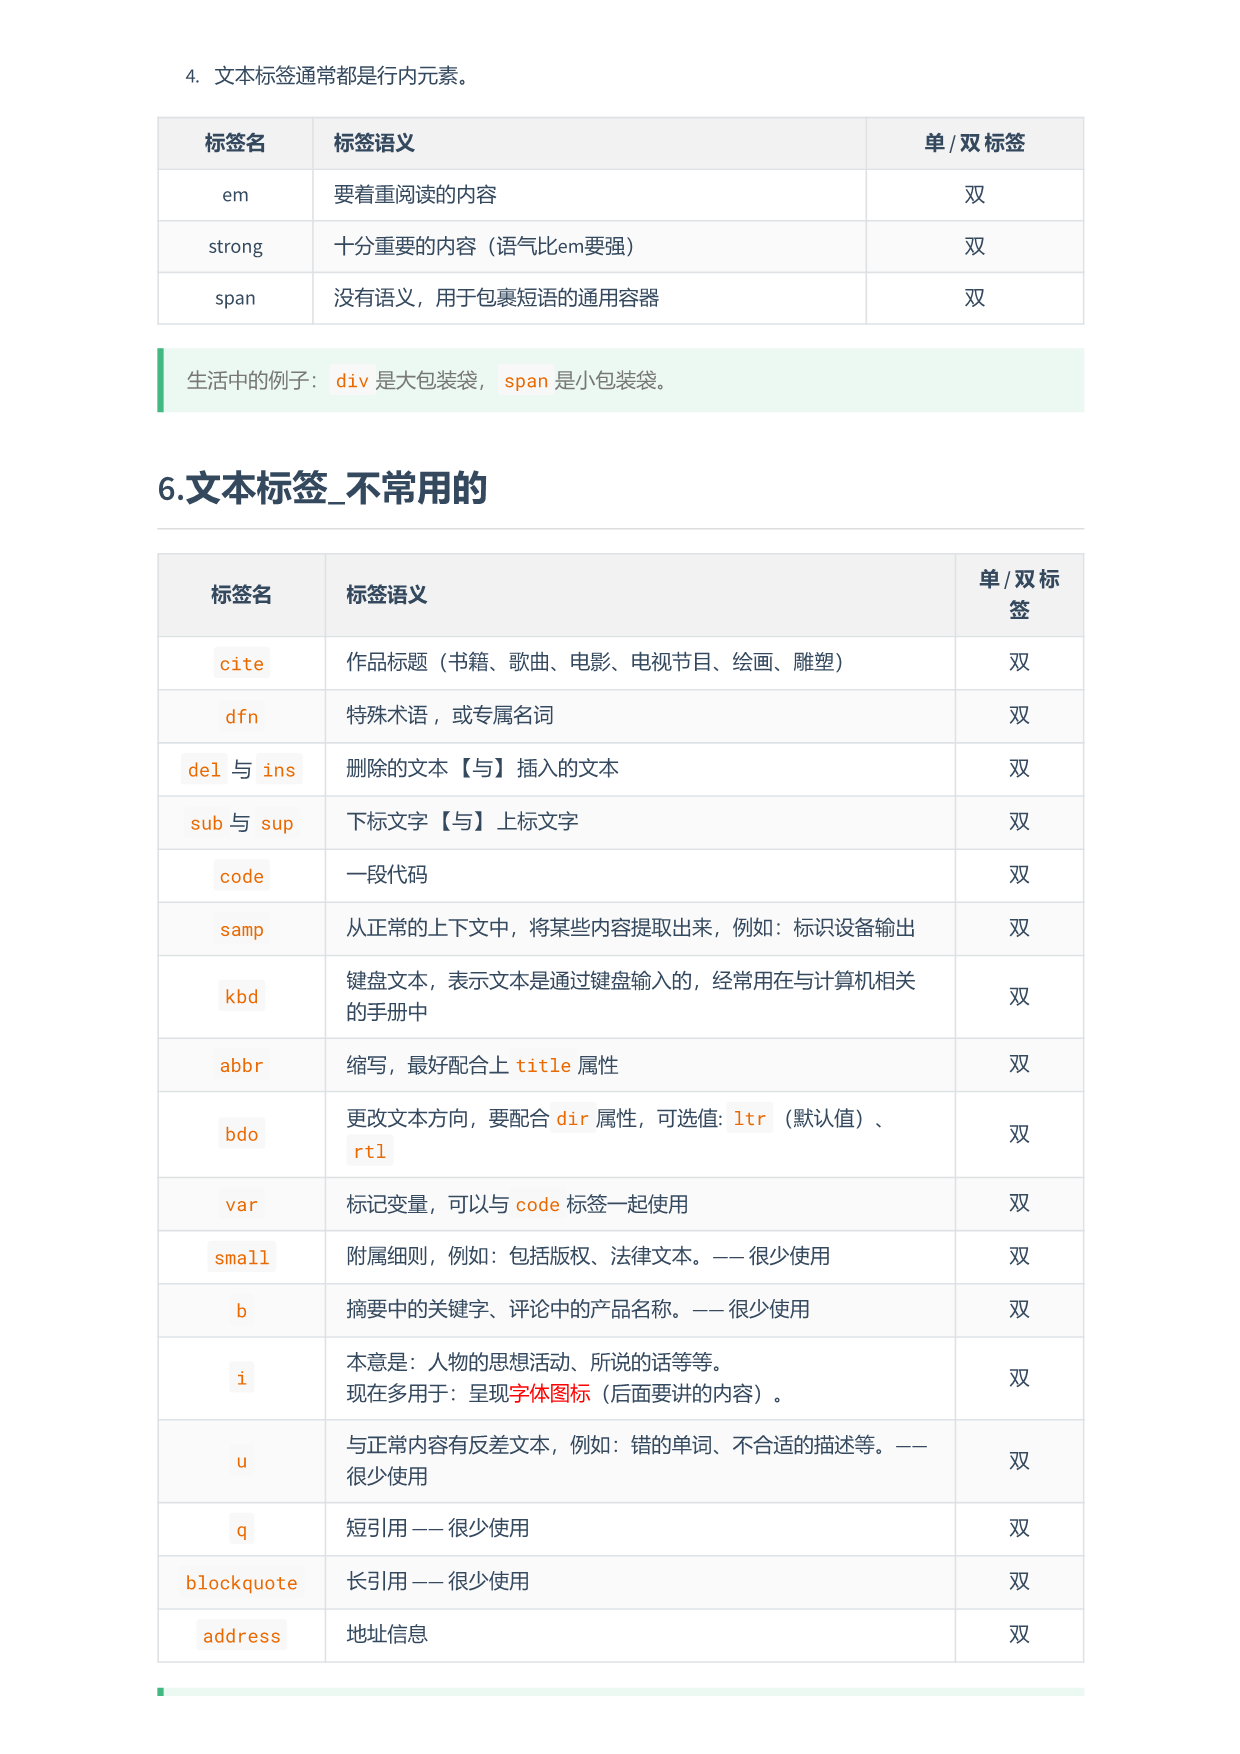 4. 文本标签通常都是行内元素。
标签名 标签语义 单 / 双 标签
em 要着重阅读的内容 双
strong 十分重要的内容（语气比em要强） 双
span 没有语义，用于包裹短语的通用容器 双
生活中的例子： div 是大包装袋， span 是小包装袋。
6.文本标签_不常用的
标签名 标签语义 单 / 双 标
签
cite 作品标题（书籍、歌曲、电影、电视节目、绘画、雕塑） 双
dfn 特殊术语 ，或专属名词 双
del 与 ins 删除的文本【与】插入的文本 双
sub 与 sup 下标文字【与】上标文字 双
code 一段代码 双
samp 从正常的上下文中，将某些内容提取出来，例如：标识设备输出 双
kbd 键盘文本，表示文本是通过键盘输入的，经常用在与计算机相关
的手册中 双
abbr 缩写，最好配合上 title 属性 双
bdo 更改文本方向，要配合 dir 属性，可选值: ltr （默认值）、
rtl 双
var 标记变量，可以与 code 标签一起使用 双
small 附属细则，例如：包括版权、法律文本。—— 很少使用 双
b 摘要中的关键字、评论中的产品名称。—— 很少使用 双
i 本意是：人物的思想活动、所说的话等等。
现在多用于：呈现字体图标（后面要讲的内容）。 双
u 与正常内容有反差文本，例如：错的单词、不合适的描述等。——
很少使用 双
q 短引用 —— 很少使用 双
blockquote 长引用 —— 很少使用 双
address 地址信息 双